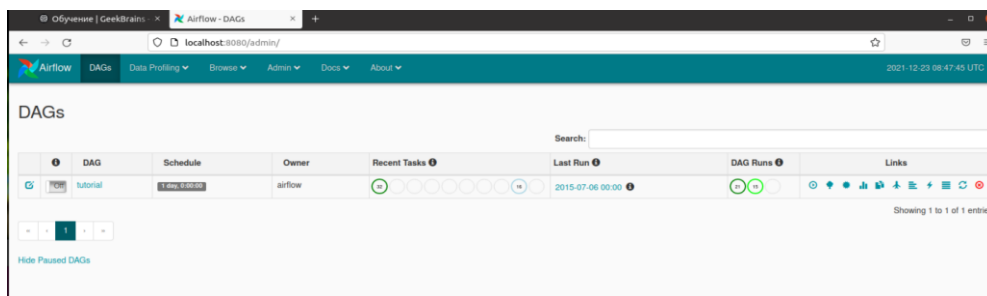 Обучение | GeekBrains - × Airflow - DAGs × +
localhost:8080/admin/
Airflow DAGs Data Profiling Browse Admin Docs About 2021-12-23 08:47:45 UTC
DAGs
Search:
DAG Schedule Owner Recent Tasks Last Run DAG Runs Links
Off tutorial 1 day, 0:00:00 airflow 2015-07-06 00:00
Showing 1 to 1 of 1 entrie
« ‹ 1 › »
Hide Paused DAGs